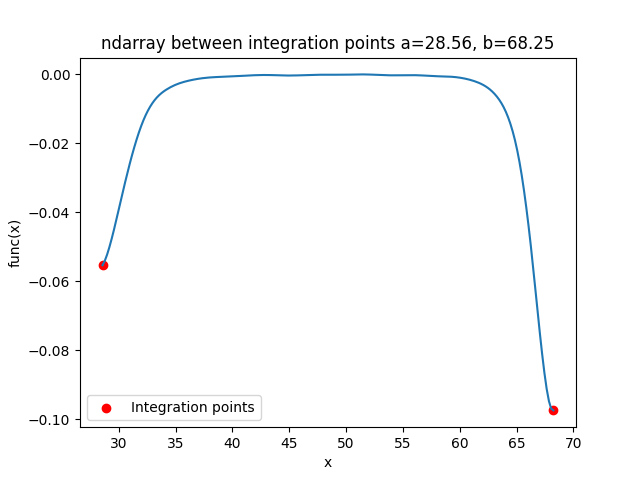 ndarray between integration points a=28.56, b=68.25
0.00
−0.02
−0.04
−0.06
−0.08
−0.10
func(x)
Integration points
30 35 40 45 50 55 60 65 70
x